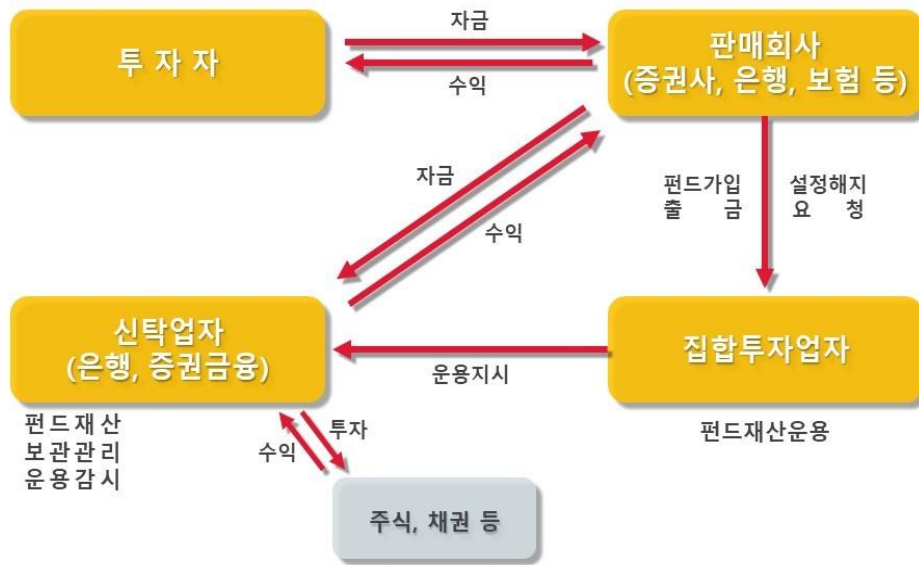 투 자 자
자금
수익
판매회사
(증권사, 은행, 보험 등)
자금
수익
펀드가입
출 금
설정해지
요 청
신탁업자
(은행, 증권금융)
운용지시
집합투자업자
펀드재산
보관관리
운용감시
수익
투자
펀드재산운용
주식, 채권 등